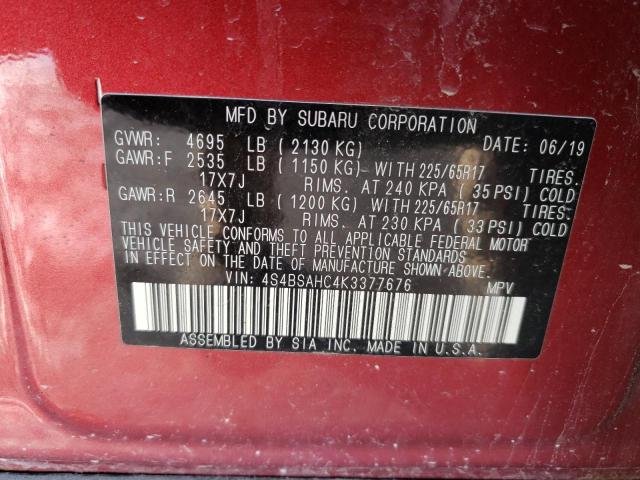 MFD BY SUBARU CORPORATION
GVWR: 4695 LB (2130 KG) DATE: 06/19
GAWR:F 2535 LB (1150 KG) WITH 225/65R17 TIRES.
17X7J RIMS. AT 240 KPA (35 PSI) COLD
GAWR:R 2645 LB (1200 KG) WITH 225/65R17 TIRES.
17X7J RIMS. AT 230 KPA (33 PSI) COLD
THIS VEHICLE CONFORMS TO ALL APPLICABLE FEDERAL MOTOR
VEHICLE SAFETY AND THEFT PREVENTION STANDARDS
IN EFFECT ON THE DATE OF MANUFACTURE SHOWN ABOVE.
VIN: 4S4BSAHC4K3377676 MPV
ASSEMBLED BY SIA INC. MADE IN U.S.A.